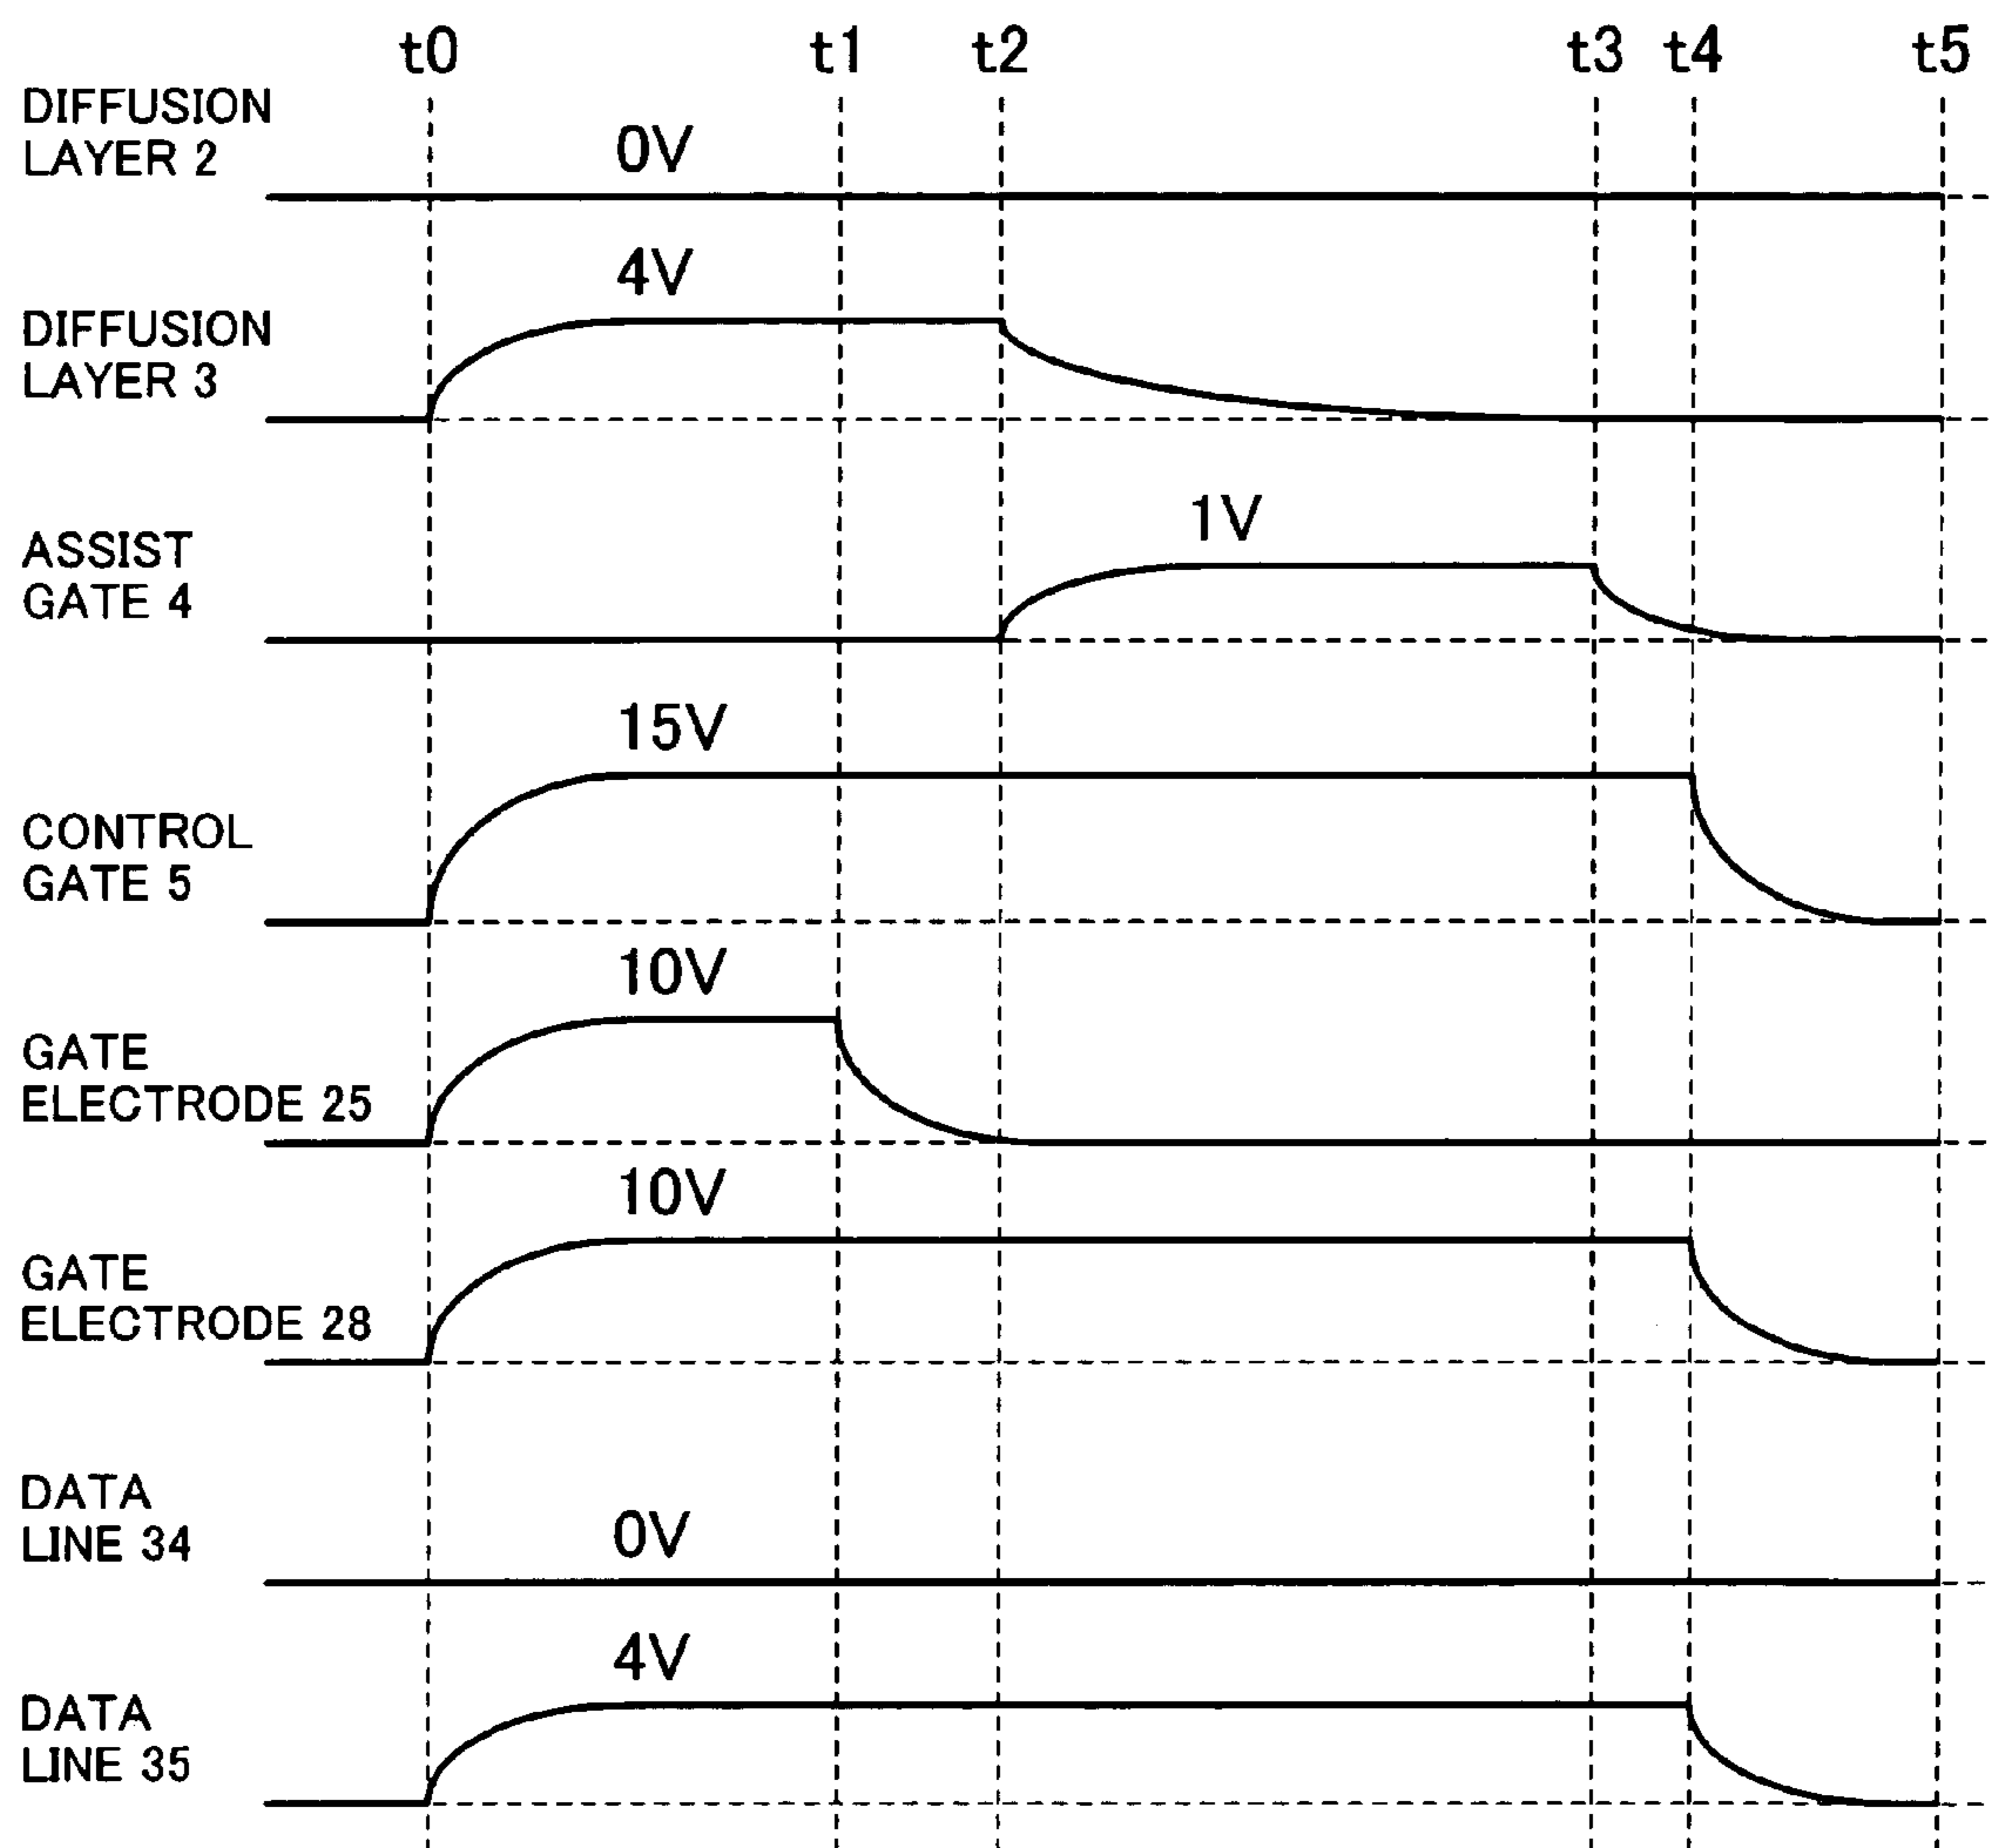 t0 t1 t2 t3 t4 t5
DIFFUSION
LAYER 2
0V
DIFFUSION
LAYER 3
4V
ASSIST
GATE 4
1V
CONTROL
GATE 5
15V
GATE
ELECTRODE 25
10V
GATE
ELECTRODE 28
10V
DATA
LINE 34
0V
DATA
LINE 35
4V